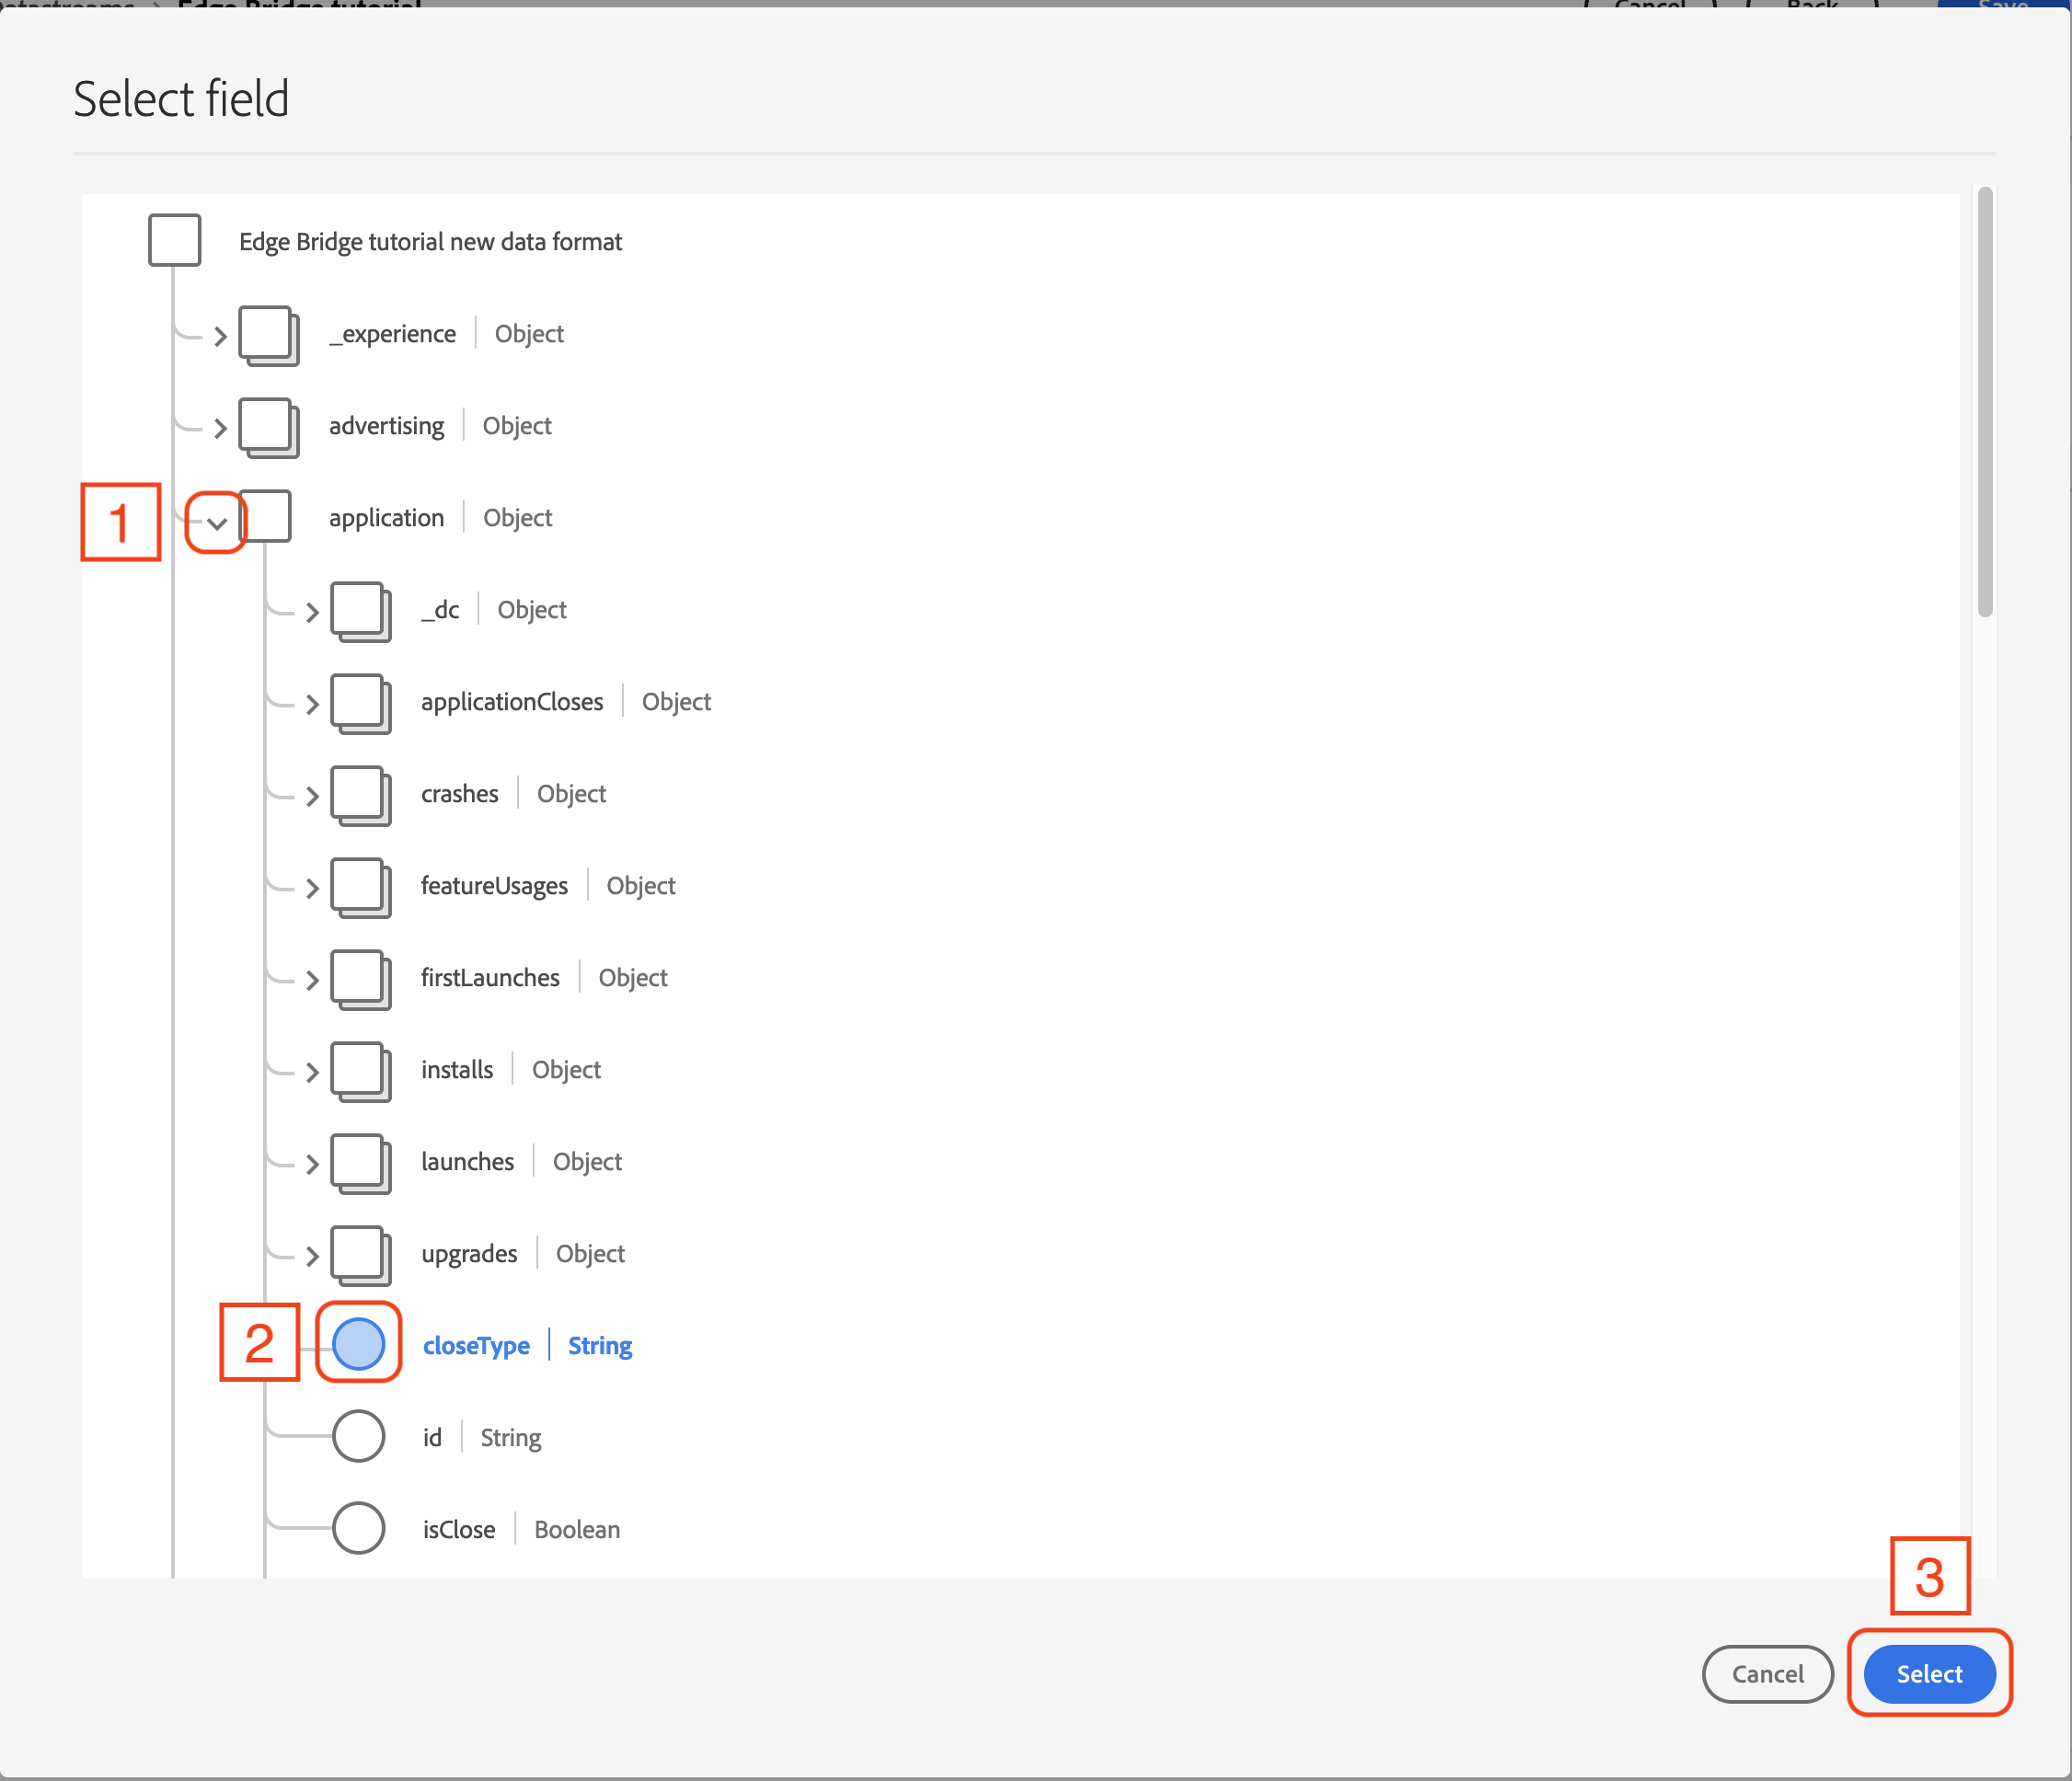 Datastreams > Edge Bridge tutorial Cancel Back Save
Select field
Edge Bridge tutorial new data format
_experience Object
advertising Object
1 application Object
_dc Object
applicationCloses Object
crashes Object
featureUsages Object
firstLaunches Object
installs Object
launches Object
upgrades Object
2 closeType String
id String
isClose Boolean
3
Cancel Select